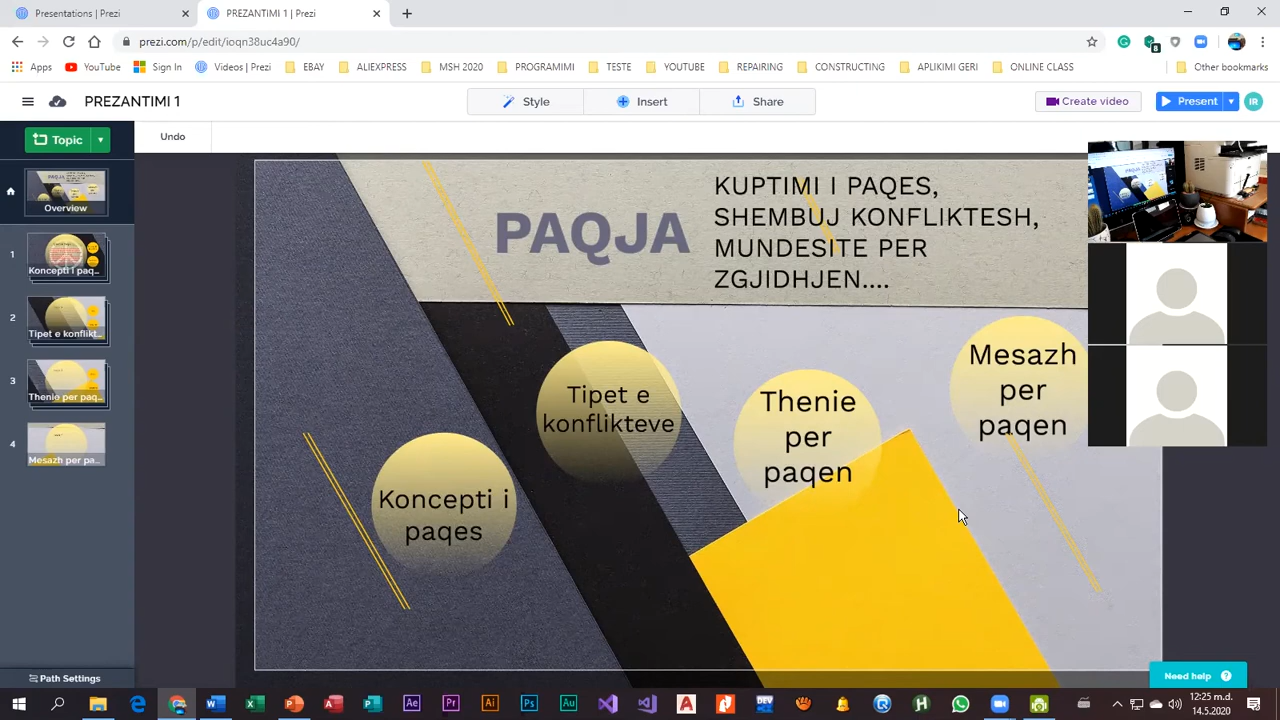 Presentations | Prezi
PREZANTIMI 1 | Prezi
prezi.com/p/edit/ioqn38uc4a90/
8
Apps
YouTube
Sign In
Videos | Prezi
EBAY
ALIEXPRESS
MSH 2020
PROGRAMIMI
TESTE
YOUTUBE
REPAIRING
CONSTRUCTING
APLIKIMI GERI
ONLINE CLASS
Other bookmarks
PREZANTIMI 1
Style
Insert
Share
Create video
Present
IR
Topic
Undo
Overview
1
Koncepti i paq...
2
Tipet e konflikt...
3
Thenie per paq...
4
Mesazh per pa...
Path Settings
PAQJA
KUPTIMI I PAQES,
SHEMBUJ KONFLIKTESH,
MUNDESITE PER
ZGJIDHJEN....
Koncepti i
paqes
Tipet e
konflikteve
Thenie
per
paqen
Mesazh
per
paqen
Need help ?
12:25 m.d.
14.5.2020